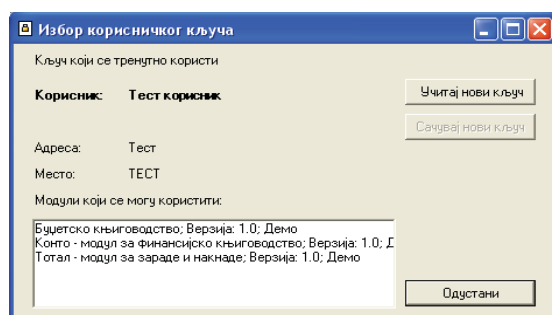 Избор корисничког кључа
Кључ који се тренутно користи
Корисник: Тест корисник
Учитај нови кључ
Сачувај нови кључ
Адреса: Тест
Место: ТЕСТ
Модули који се могу користити:
Буџетско књиговодство; Верзија: 1.0; Демо
Конто - модул за финансијско књиговодство; Верзија: 1.0; Д
Тотал - модул за зараде и накнаде; Верзија: 1.0; Демо
Одустани